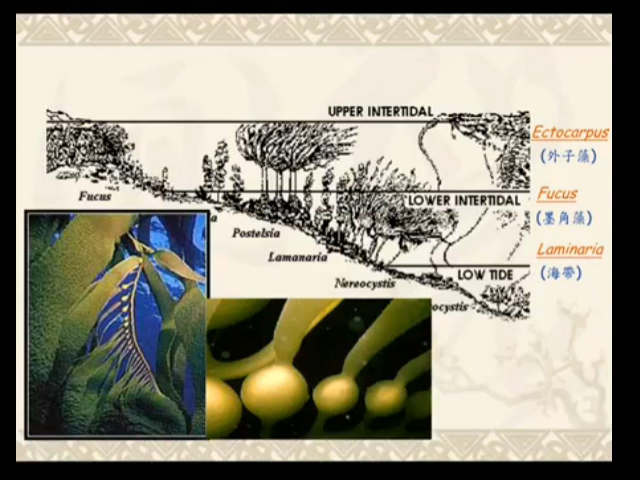 UPPER INTERTIDAL
Ectocarpus
(外子藻)
Fucus
LOWER INTERTIDAL
Fucus
(墨角藻)
Postelsia
Lamanaria
Laminaria
(海帶)
LOW TIDE
Nereocystis
ocystis